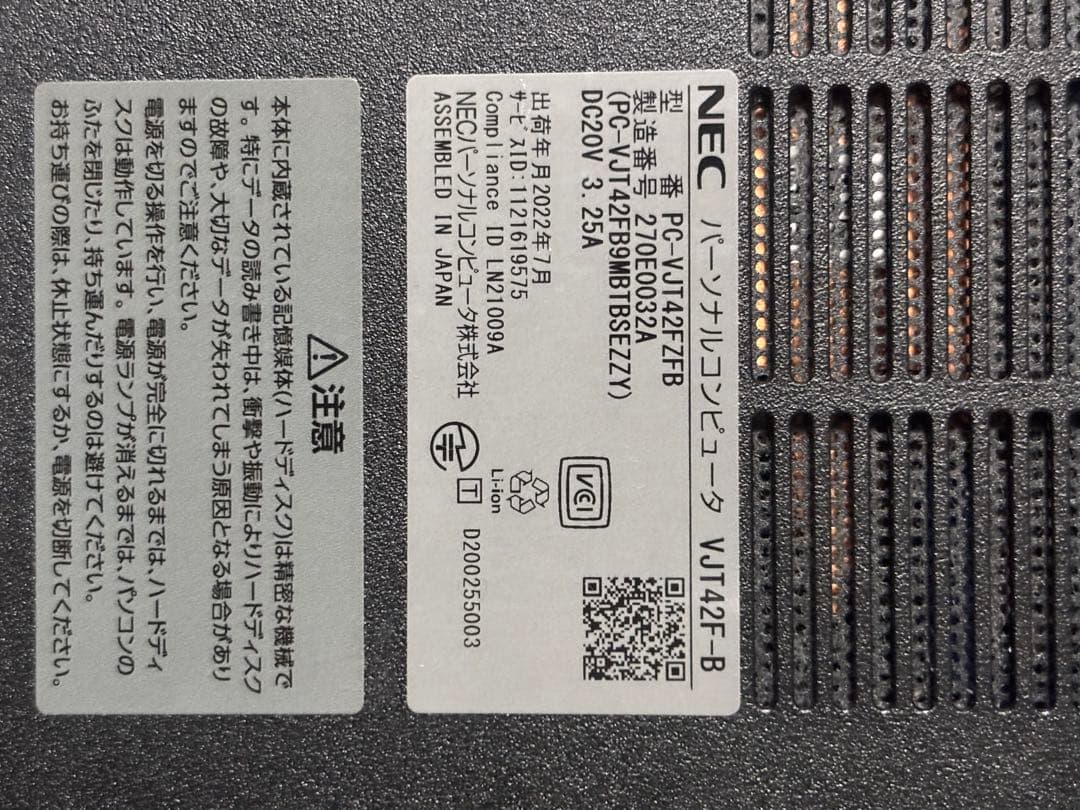 NEC パーソナルコンピュータ VJT42F-B
型 番 PC-VJT42FZFB
製造番号 270E0032A
(PC-VJT42FB9MBTBSEZZY)
DC20V 3.25A
出荷年月2022年7月
サービスID:1121619575
Compliance ID LN21009A
NECパーソナルコンピュータ株式会社
ASSEMBLED IN JAPAN
VCI
Li-ion
T D200255003
注意
本体に内蔵されている記憶媒体(ハードディスク)は精密な機械で
す。特にデータの読み書き中は、衝撃や振動によりハードディスク
の故障や、大切なデータが失われてしまう原因となる場合があり
ますのでご注意ください。
電源を切る操作を行い、電源が完全に切れるまでは、ハードディ
スクは動作しています。電源ランプが消えるまでは、パソコンの
ふたを閉じたり、持ち運んだりするのは避けてください。
お持ち運びの際は、休止状態にするか、電源を切断してください。